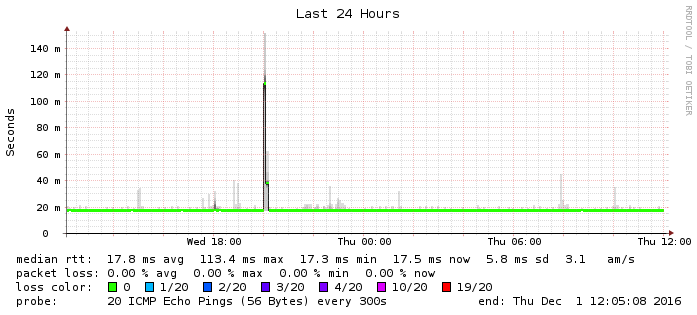 Last 24 Hours
RRDTOOL / TOBI OETIKER
Seconds
140 m
120 m
100 m
80 m
60 m
40 m
20 m
0
Wed 18:00 Thu 00:00 Thu 06:00 Thu 12:00
median rtt: 17.8 ms avg 113.4 ms max 17.3 ms min 17.5 ms now 5.8 ms sd 3.1 am/s
packet loss: 0.00 % avg 0.00 % max 0.00 % min 0.00 % now
loss color: 0 1/20 2/20 3/20 4/20 10/20 19/20
probe: 20 ICMP Echo Pings (56 Bytes) every 300s end: Thu Dec 1 12:05:08 2016